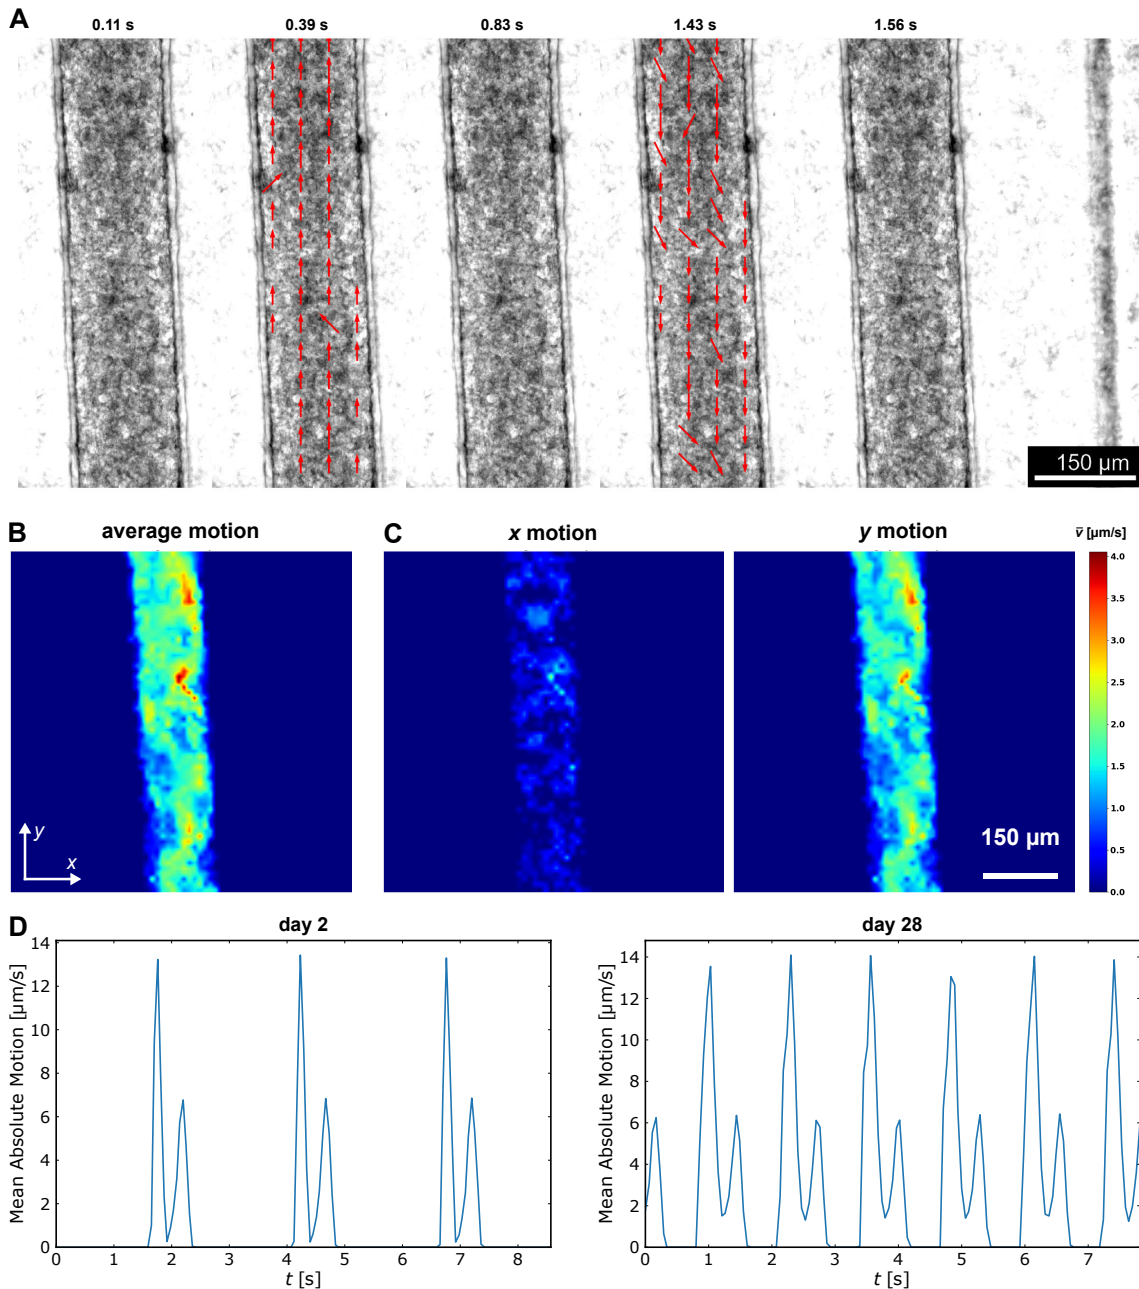 A
0.11 s 0.39 s 0.83 s 1.43 s 1.56 s
150 µm
B average motion C x motion y motion v̄ [µm/s]
4.0
3.5
3.0
2.5
2.0
1.5
1.0
0.5
0.0
y
x
150 µm
D day 2 day 28
Mean Absolute Motion [µm/s]
14
12
10
8
6
4
2
0
0 1 2 3 4 5 6 7 8
t [s]
Mean Absolute Motion [µm/s]
14
12
10
8
6
4
2
0
0 1 2 3 4 5 6 7
t [s]